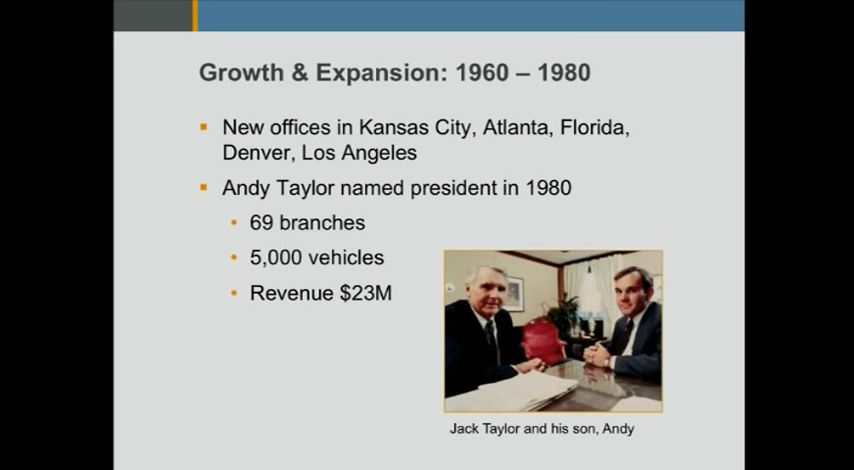 Growth & Expansion: 1960 – 1980
New offices in Kansas City, Atlanta, Florida,
Denver, Los Angeles
Andy Taylor named president in 1980
69 branches
5,000 vehicles
Revenue $23M
Jack Taylor and his son, Andy